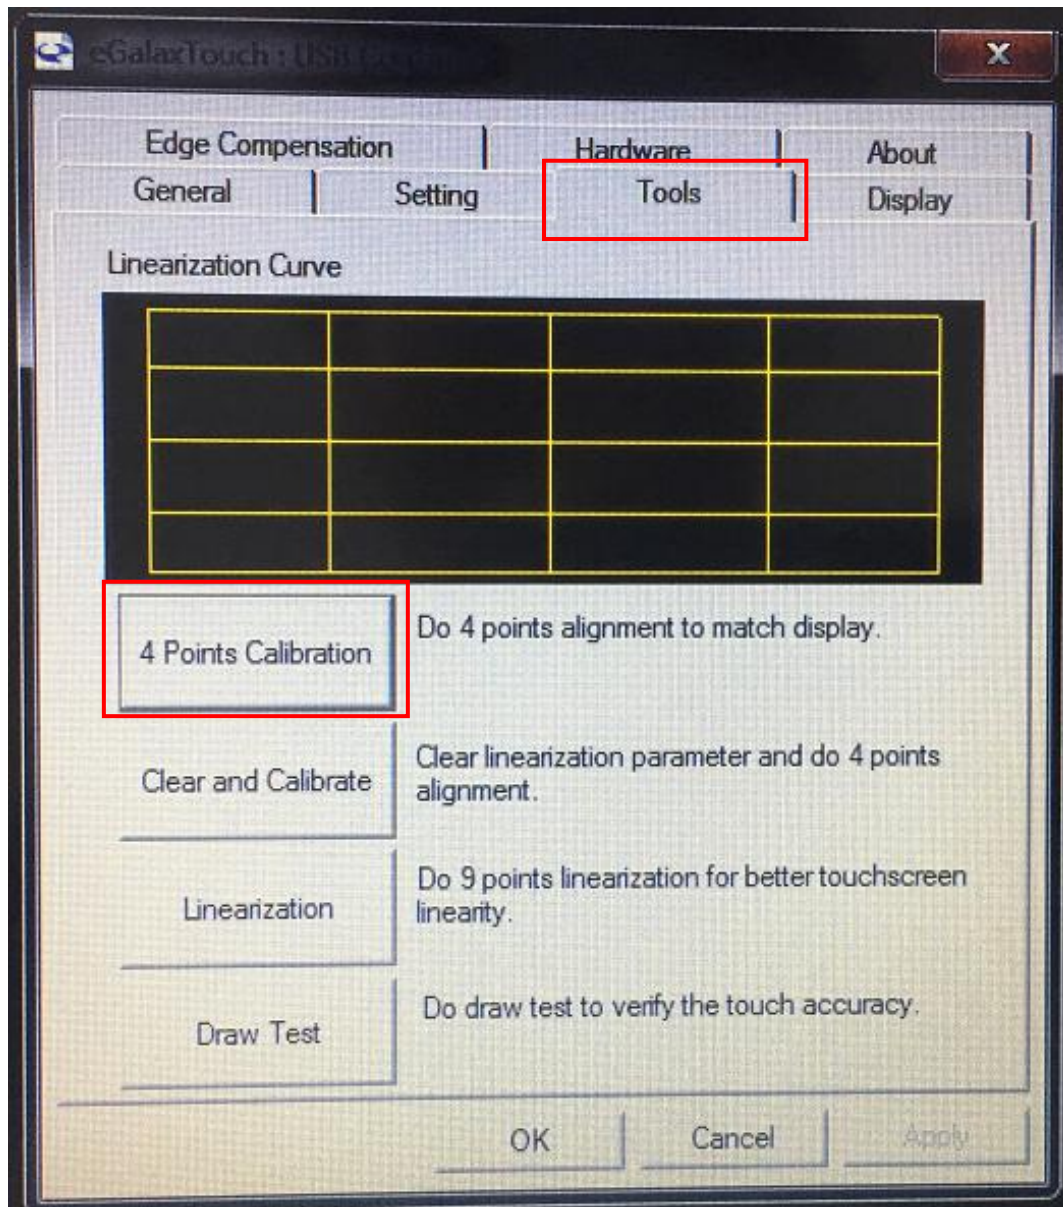 eGalaxTouch : USB
X
Edge Compensation Hardware About
General Setting Tools Display
Linearization Curve
4 Points Calibration
Do 4 points alignment to match display.
Clear and Calibrate
Clear linearization parameter and do 4 points
alignment.
Linearization
Do 9 points linearization for better touchscreen
linearity.
Draw Test
Do draw test to verify the touch accuracy.
OK Cancel Apply